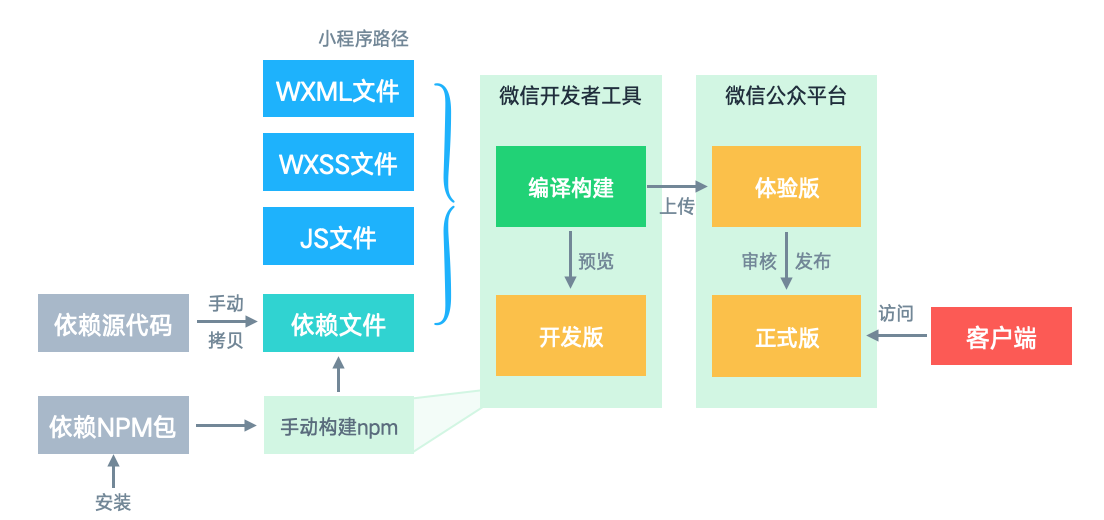 小程序路径
WXML文件
WXSS文件
JS文件
依赖源代码
手动
拷贝
依赖文件
依赖NPM包
手动构建npm
安装
微信开发者工具
编译构建
预览
开发版
上传
微信公众平台
体验版
审核
发布
正式版
访问
客户端